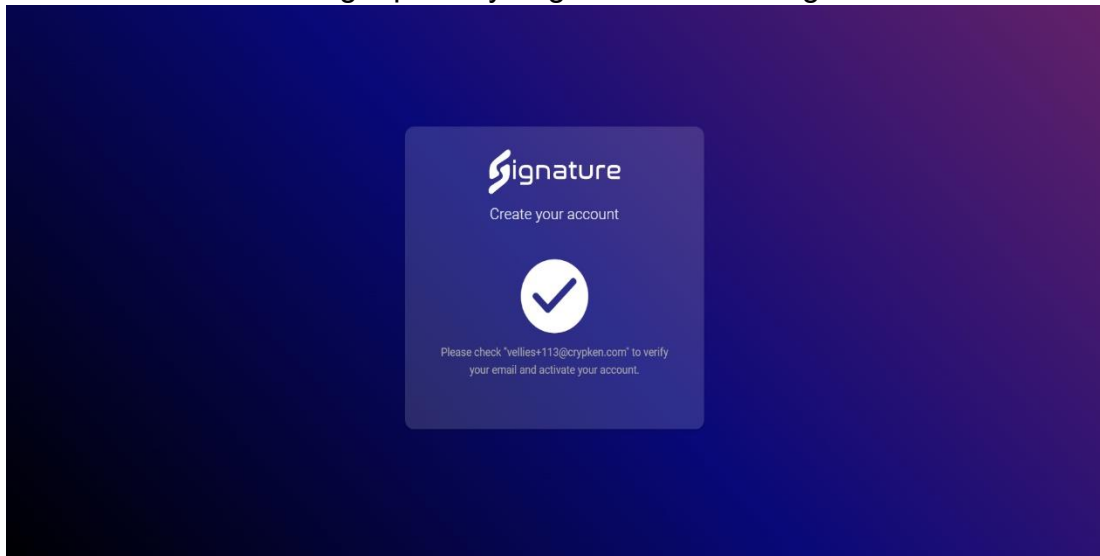 Signature
Create your account
Please check "vellies+113@crypken.com" to verify
your email and activate your account.